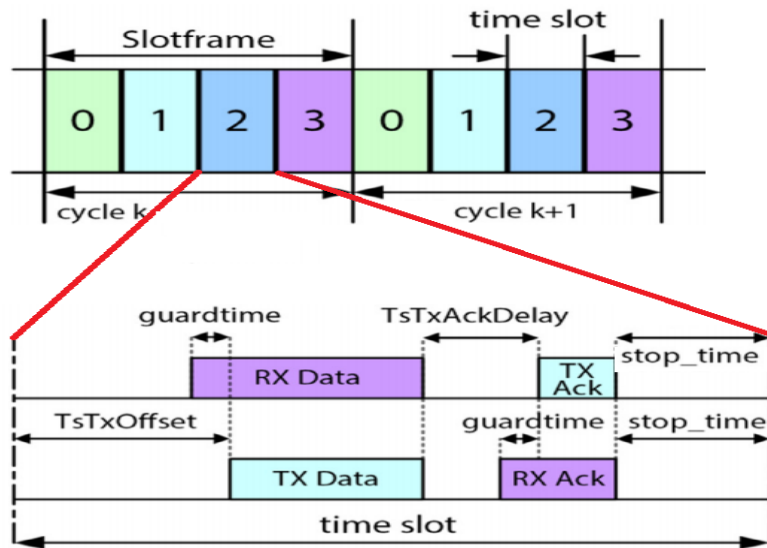 Slotframe
time slot
0 1 2 3 0 1 2 3
cycle k
cycle k+1
guardtime
TsTxAckDelay
RX Data
TX
Ack
stop_time
TsTxOffset
guardtime
stop_time
TX Data
RX Ack
time slot